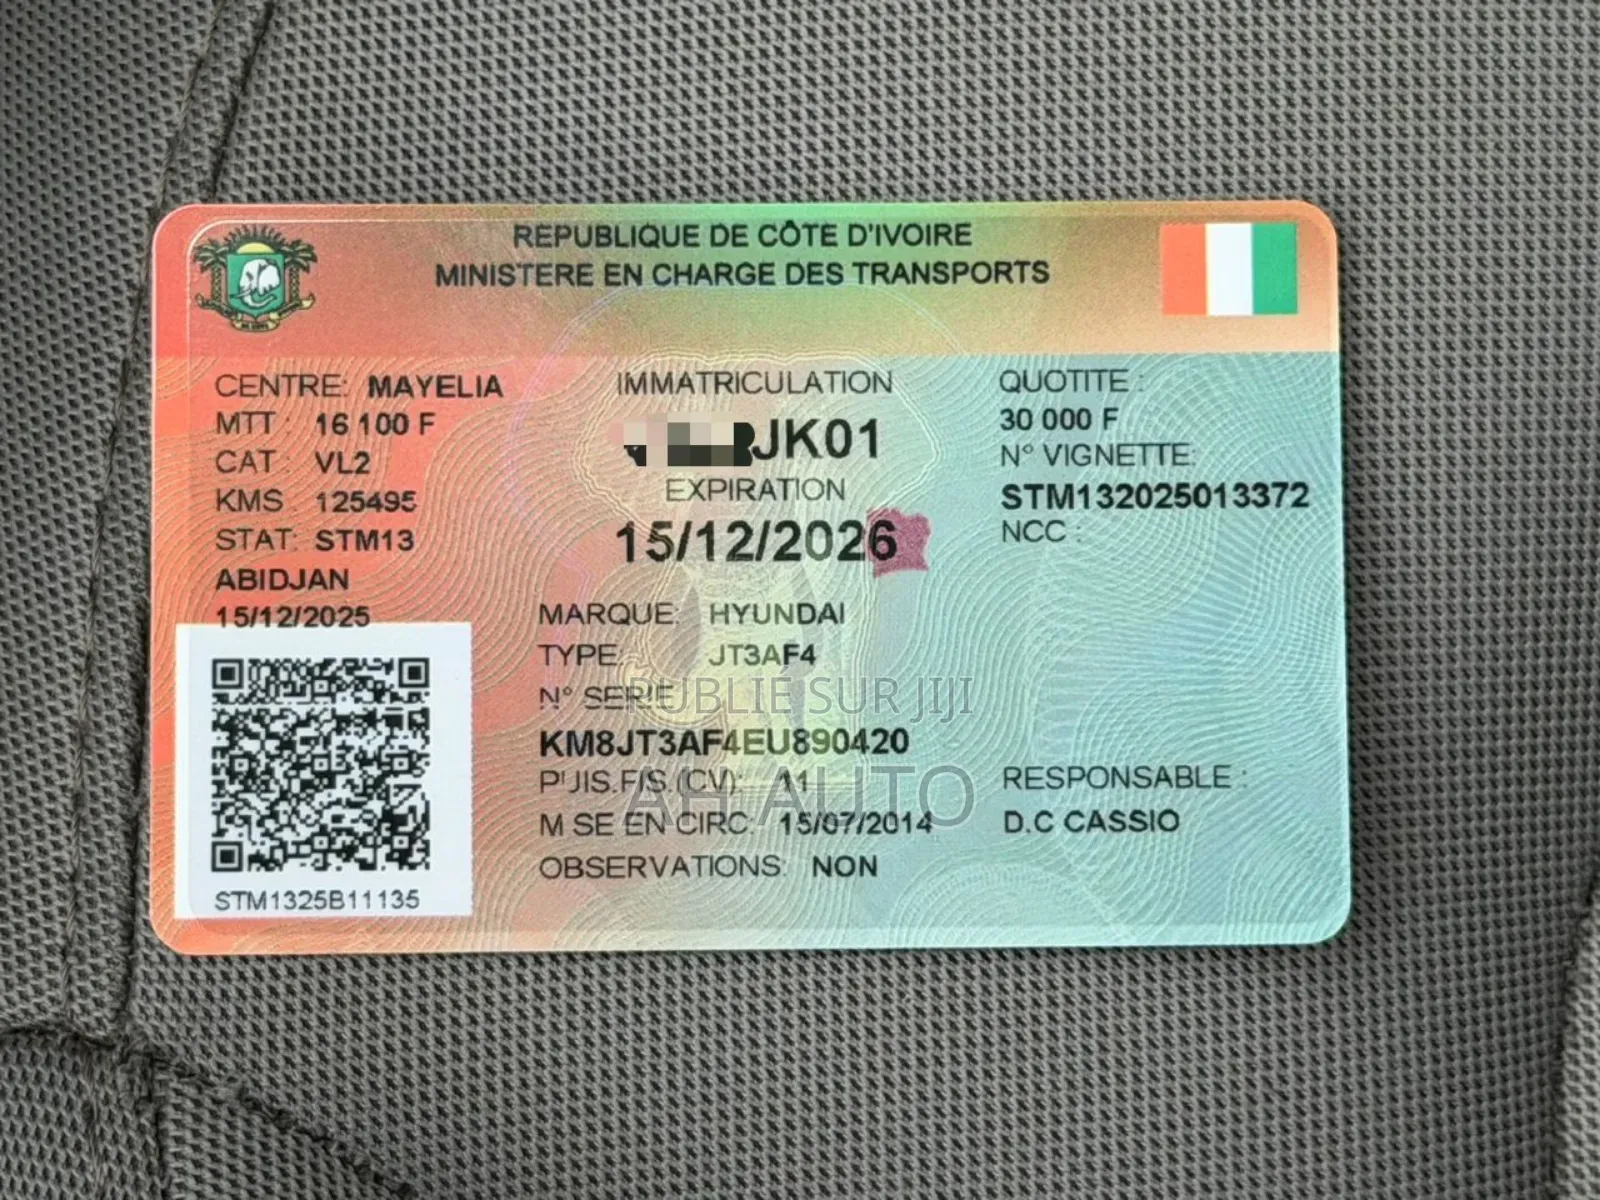 REPUBLIQUE DE CÔTE D'IVOIRE
MINISTERE EN CHARGE DES TRANSPORTS
CENTRE: MAYELIA
MTT : 16 100 F
CAT : VL2
KMS : 125495
STAT: STM13
ABIDJAN
15/12/2025
STM1325B11135
IMMATRICULATION
JK01
EXPIRATION
15/12/2026
MARQUE: HYUNDAI
TYPE: JT3AF4
N° SERIE
KM8JT3AF4EU890420
PUIS.FIS.(CV): 11
MISE EN CIRC: 15/07/2014
OBSERVATIONS: NON
QUOTITE :
30 000 F
N° VIGNETTE:
STM132025013372
NCC :
RESPONSABLE :
D.C CASSIO
PUBLIÉ SUR JIJI
AH AUTO